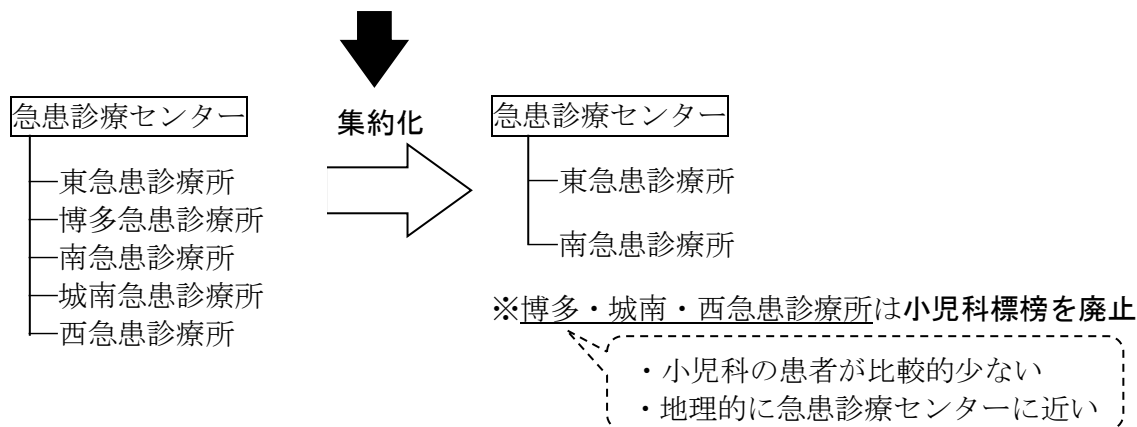 急患診療センター
東急患診療所
博多急患診療所
南急患診療所
城南急患診療所
西急患診療所
集約化
急患診療センター
東急患診療所
南急患診療所
※博多・城南・西急患診療所は小児科標榜を廃止
・小児科の患者が比較的少ない
・地理的に急患診療センターに近い